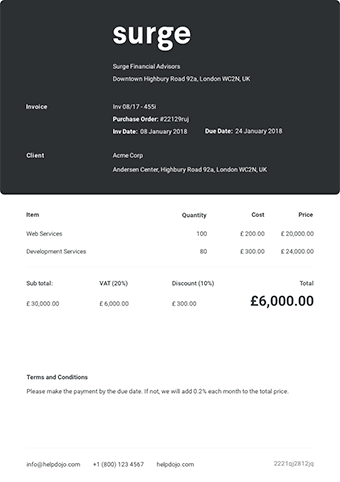 surge
Surge Financial Advisors
Downtown Highbury Road 92a, London WC2N, UK
Invoice Inv 08/17 - 455i
Purchase Order: #22129ruj
Inv Date: 08 January 2018 Due Date: 24 January 2018
Client Acme Corp
Andersen Center, Highbury Road 92a, London WC2N, UK
Item Quantity Cost Price
Web Services 100 £ 200.00 £ 20,000.00
Development Services 80 £ 300.00 £ 24,000.00
Sub total: VAT (20%) Discount (10%) Total
£ 30,000.00 £ 6,000.00 £ 300.00 £6,000.00
Terms and Conditions
Please make the payment by the due date. If not, we will add 0.2% each month to the total price.
info@helpdojo.com +1 (800) 123 4567 helpdojo.com 2221qj2812jq